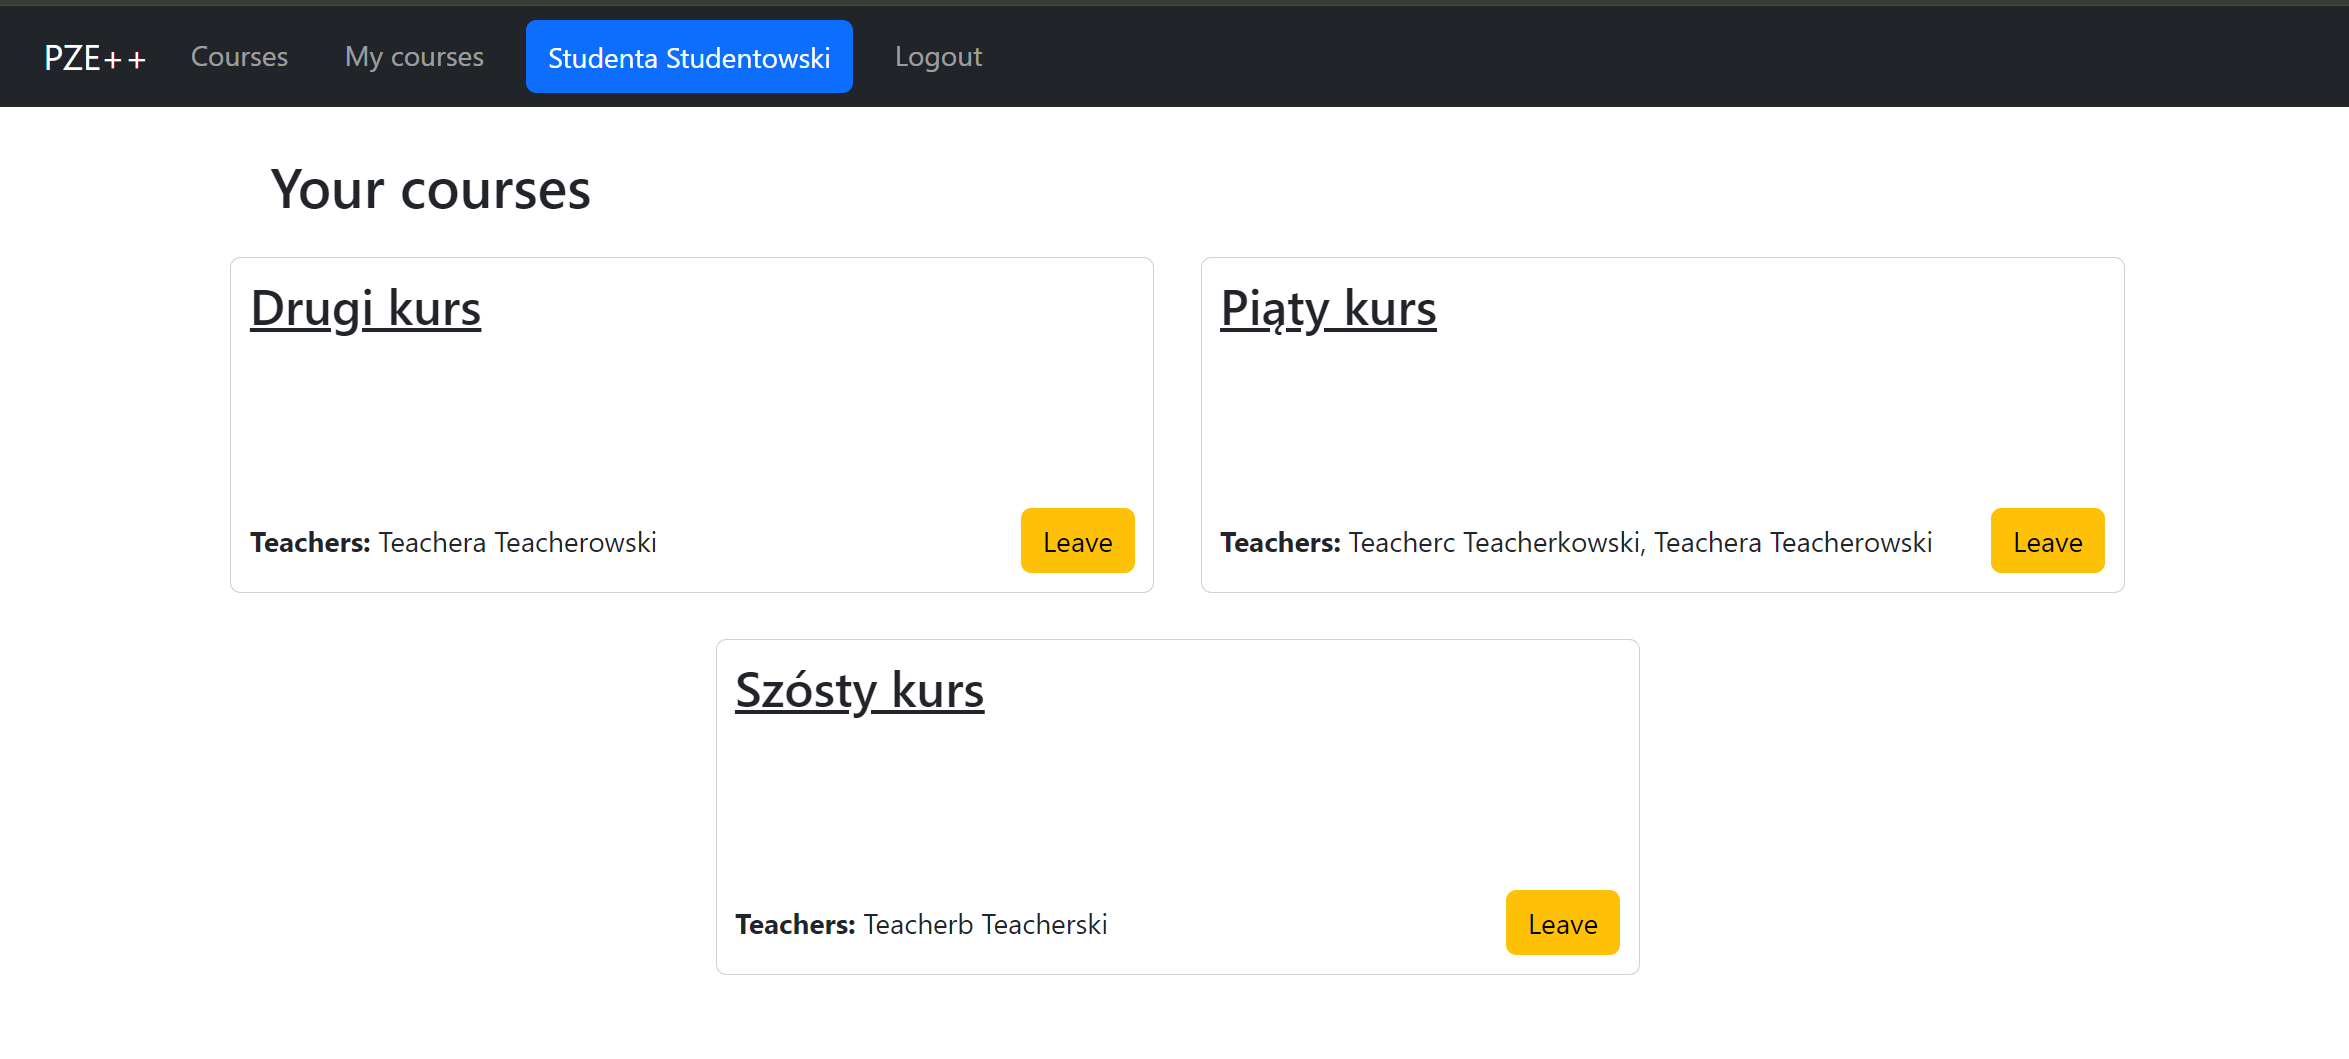 PZE++ Courses My courses Studenta Studentowski Logout
Your courses
Drugi kurs
Teachers: Teachera Teacherowski Leave
Piąty kurs
Teachers: Teacherc Teacherkowski, Teachera Teacherowski Leave
Szósty kurs
Teachers: Teacherb Teacherski Leave